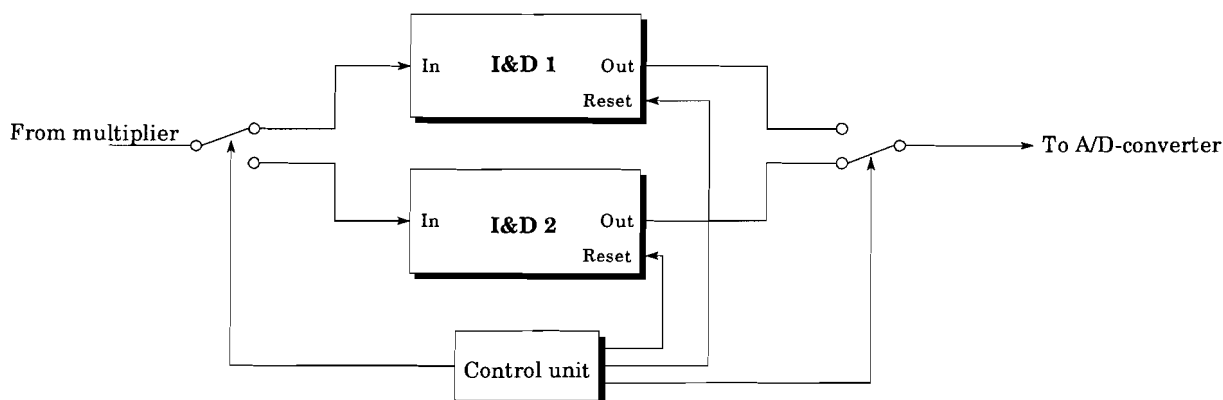 In I&D 1 Out
Reset
From multiplier
To A/D-converter
In I&D 2 Out
Reset
Control unit